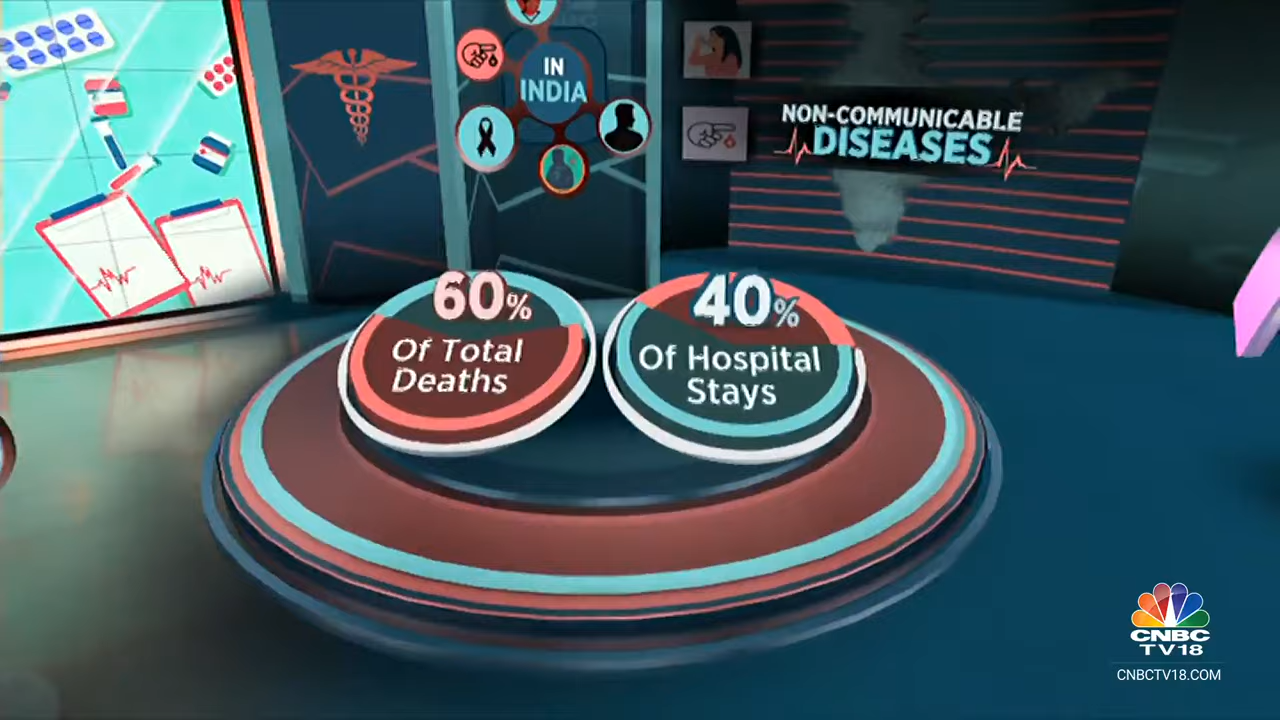 IN
INDIA
NON-COMMUNICABLE
DISEASES
60%
Of Total
Deaths
40%
Of Hospital
Stays
CNBC
TV18
CNBCTV18.COM